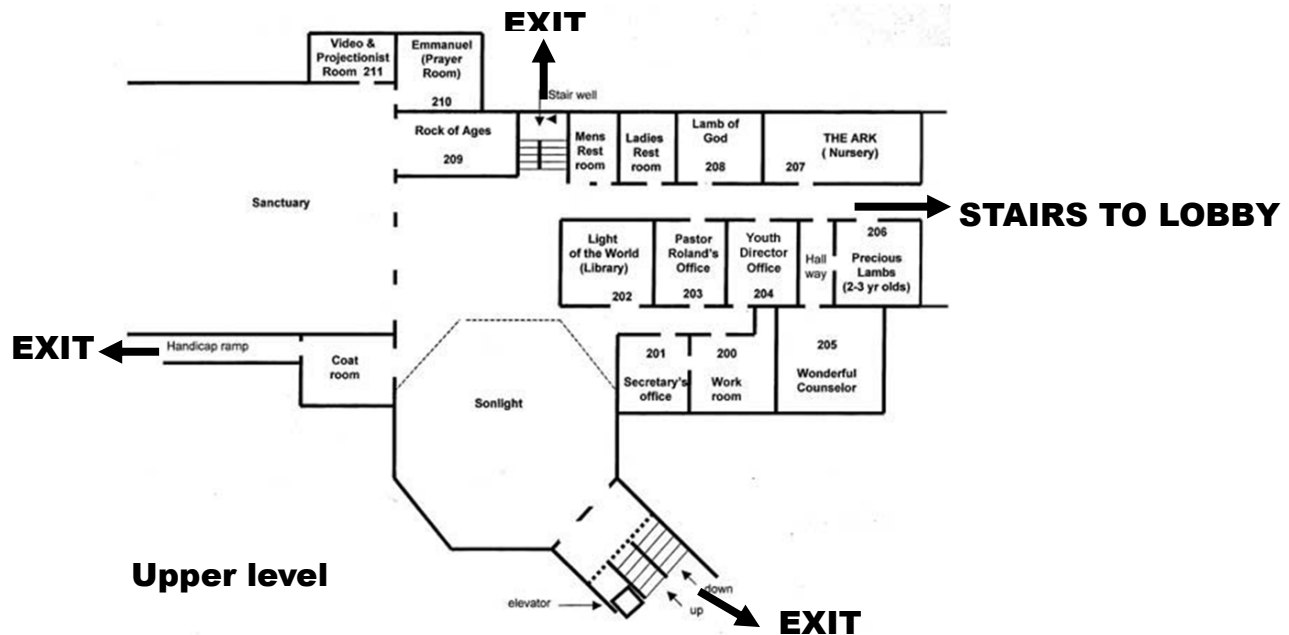 EXIT
Video &
Projectionist
Room 211
Emmanuel
(Prayer
Room)
210
Stair well
Rock of Ages
209
Mens
Rest
room
Ladies
Rest
room
Lamb of
God
208
THE ARK
( Nursery)
207
Sanctuary
STAIRS TO LOBBY
Light
of the World
(Library)
202
Pastor
Roland's
Office
203
Youth
Director
Office
204
Hall
way
206
Precious
Lambs
(2-3 yr olds)
EXIT
Handicap ramp
Coat
room
201
Secretary's
office
200
Work
room
205
Wonderful
Counselor
Sonlight
Upper level
elevator
down
up
EXIT